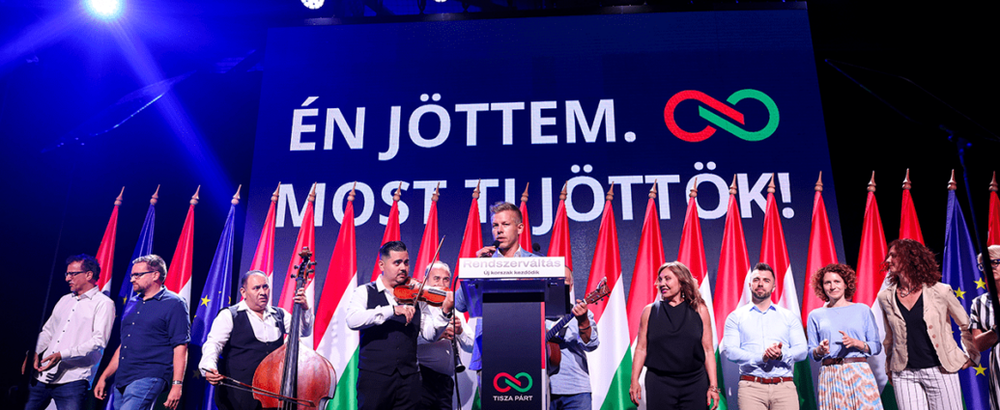 ÉN JÖTTEM.
MOST TI JÖTTÖK!
Rendszerváltás
Új korszak kezdődik
TISZA PÁRT